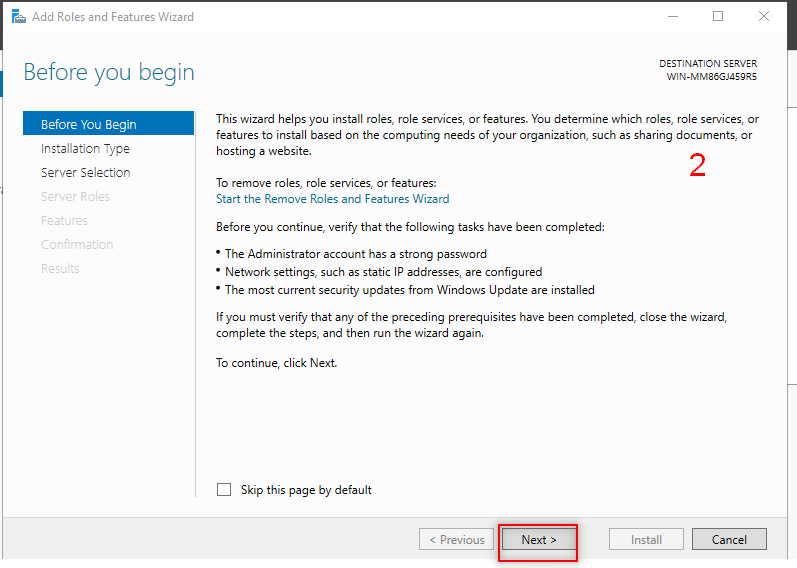 Add Roles and Features Wizard
Before you begin
DESTINATION SERVER
WIN-MM86GJ459R5
Before You Begin
Installation Type
Server Selection
Server Roles
Features
Confirmation
Results
This wizard helps you install roles, role services, or features. You determine which roles, role services, or
features to install based on the computing needs of your organization, such as sharing documents, or
hosting a website.
2
To remove roles, role services, or features:
Start the Remove Roles and Features Wizard
Before you continue, verify that the following tasks have been completed:
• The Administrator account has a strong password
• Network settings, such as static IP addresses, are configured
• The most current security updates from Windows Update are installed
If you must verify that any of the preceding prerequisites have been completed, close the wizard,
complete the steps, and then run the wizard again.
To continue, click Next.
Skip this page by default
< Previous
Next >
Install
Cancel